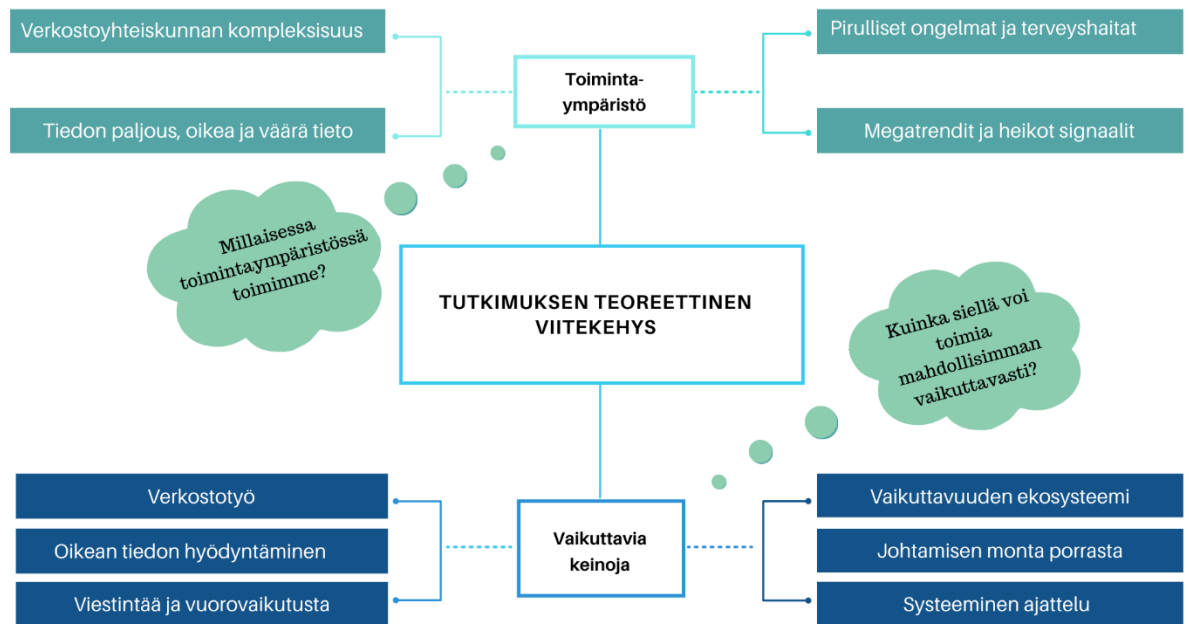 Verkostoyhteiskunnan kompleksisuus
Tiedon paljous, oikea ja väärä tieto
Toiminta-
ympäristö
Pirulliset ongelmat ja terveyshaitat
Megatrendit ja heikot signaalit
Millaisessa
toimintaympäristössä
toimimme?
TUTKIMUKSEN TEOREETTINEN
VIITEKEHYS
Kuinka siellä voi
toimia
mahdollisimman
vaikuttavasti?
Verkostotyö
Oikean tiedon hyödyntäminen
Viestintää ja vuorovaikutusta
Vaikuttavia
keinoja
Vaikuttavuuden ekosysteemi
Johtamisen monta porrasta
Systeeminen ajattelu